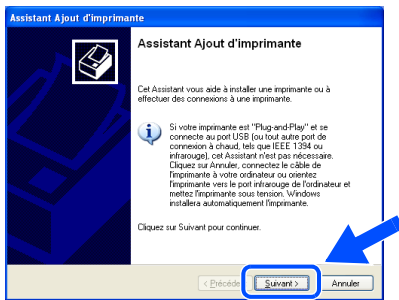 Assistant Ajout d'imprimante
Assistant Ajout d'imprimante
Cet Assistant vous aide à installer une imprimante ou à
effectuer des connexions à une imprimante.
Si votre imprimante est "Plug-and-Play" et se
connecte au port USB (ou tout autre port de
connexion à chaud, tels que IEEE 1394 ou
infrarouge), cet Assistant n'est pas nécessaire.
Cliquez sur Annuler, connectez le câble de
l'imprimante à votre ordinateur ou orientez
l'imprimante vers le port infrarouge de l'ordinateur et
mettez l'imprimante sous tension. Windows
installera automatiquement l'imprimante.
Cliquez sur Suivant pour continuer.
< Précéde
Suivant >
Annuler